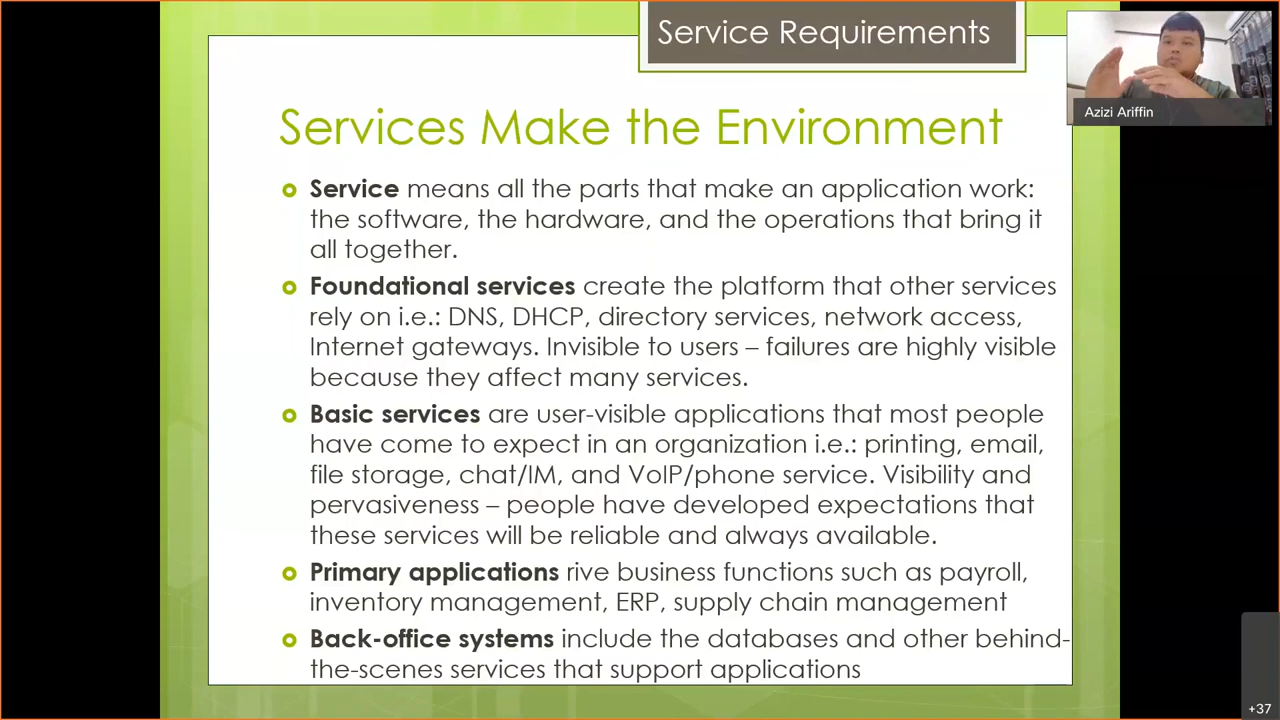 Service Requirements
Azizi Ariffin
Services Make the Environment
Service means all the parts that make an application work:
the software, the hardware, and the operations that bring it
all together.
Foundational services create the platform that other services
rely on i.e.: DNS, DHCP, directory services, network access,
Internet gateways. Invisible to users – failures are highly visible
because they affect many services.
Basic services are user-visible applications that most people
have come to expect in an organization i.e.: printing, email,
file storage, chat/IM, and VoIP/phone service. Visibility and
pervasiveness – people have developed expectations that
these services will be reliable and always available.
Primary applications rive business functions such as payroll,
inventory management, ERP, supply chain management
Back-office systems include the databases and other behind-
the-scenes services that support applications
+37